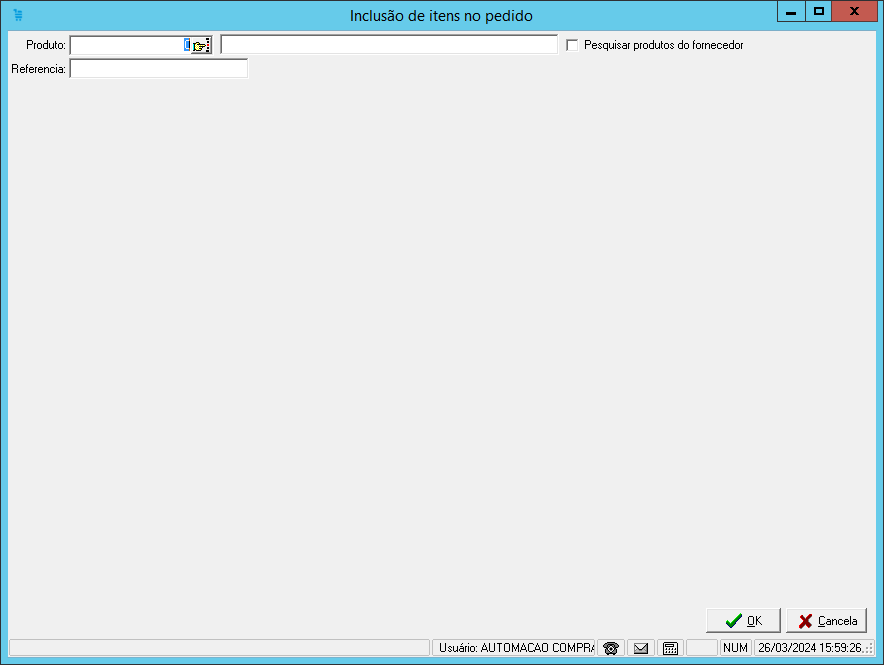 Inclusão de itens no pedido
Produto: 0 Pesquisar produtos do fornecedor
Referencia:
OK Cancela
Usuário: AUTOMACAO COMPRA NUM 26/03/2024 15:59:26